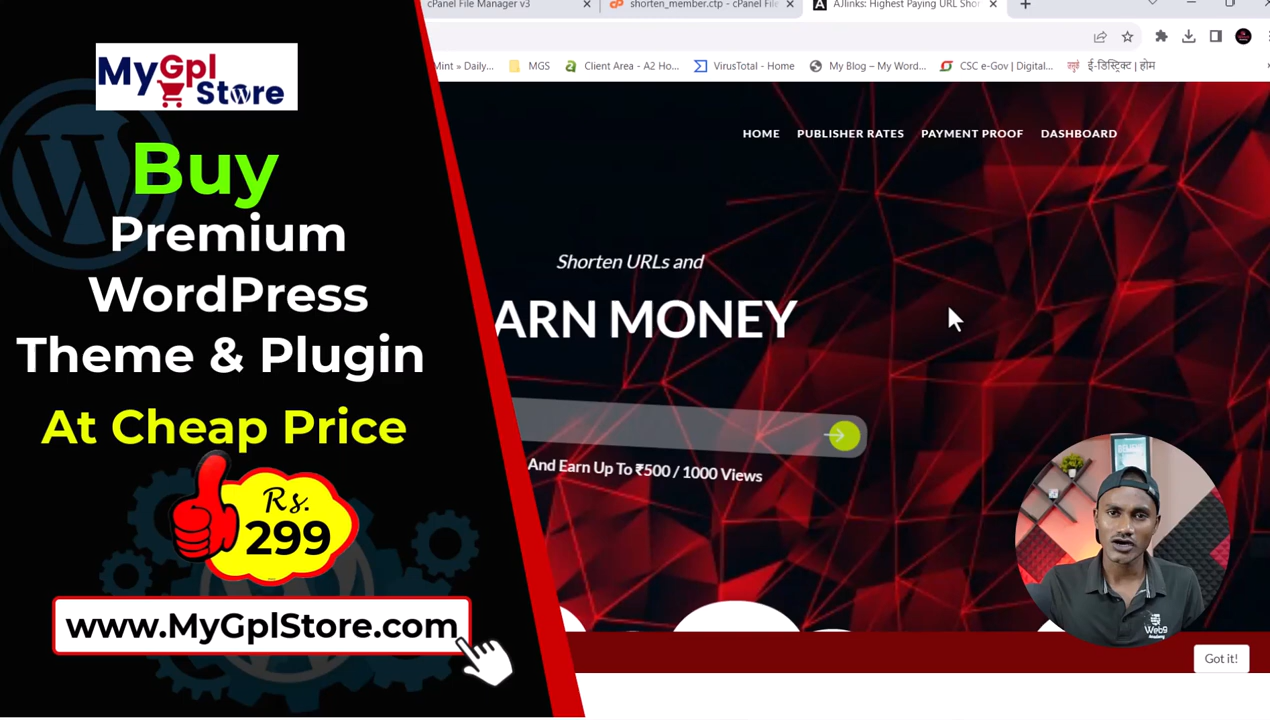 MyGpl
Store
Buy
Premium
WordPress
Theme & Plugin
At Cheap Price
Rs.
299
www.MyGplStore.com
cPanel File Manager v3
shorten_member.ctp - cPanel File
AJlinks: Highest Paying URL Shor
Mint » Daily...
MGS
Client Area - A2 Ho...
VirusTotal - Home
My Blog – My Word...
CSC e-Gov | Digital...
ई-डिस्ट्रिक्ट | होम
HOME
PUBLISHER RATES
PAYMENT PROOF
DASHBOARD
Shorten URLs and
ARN MONEY
And Earn Up To ₹500 / 1000 Views
Web9
Academy
Got it!